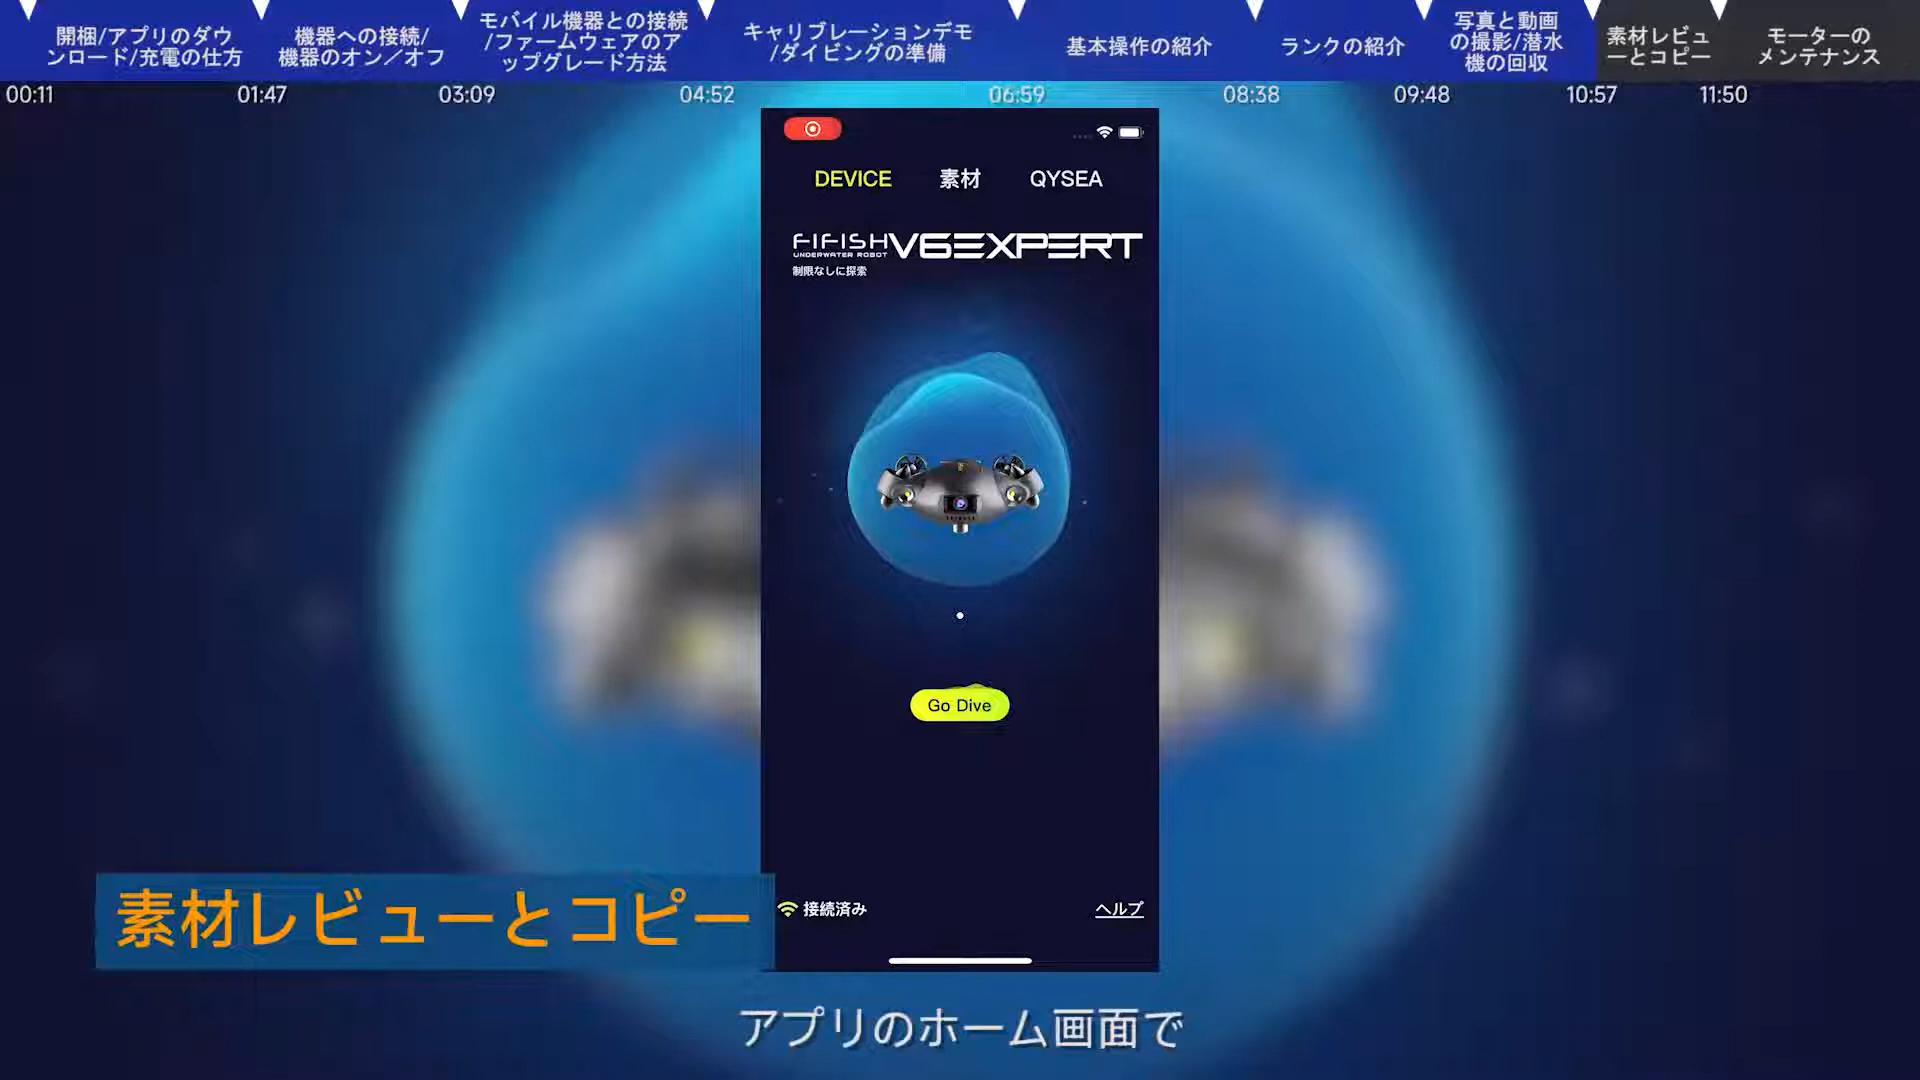 開梱/アプリのダウ
ンロード/充電の仕方
機器への接続/
機器のオン／オフ
モバイル機器との接続
/ファームウェアのア
ップグレード方法
キャリブレーションデモ
/ダイビングの準備
基本操作の紹介
ランクの紹介
写真と動画
の撮影/潜水
機の回収
素材レビュ
ーとコピー
モーターの
メンテナンス
00:11 01:47 03:09 04:52 06:59 08:38 09:48 10:57 11:50
DEVICE 素材 QYSEA
FIFISH V6EXPERT
UNDERWATER ROBOT
制限なしに探索
Go Dive
接続済み ヘルプ
素材レビューとコピー
アプリのホーム画面で